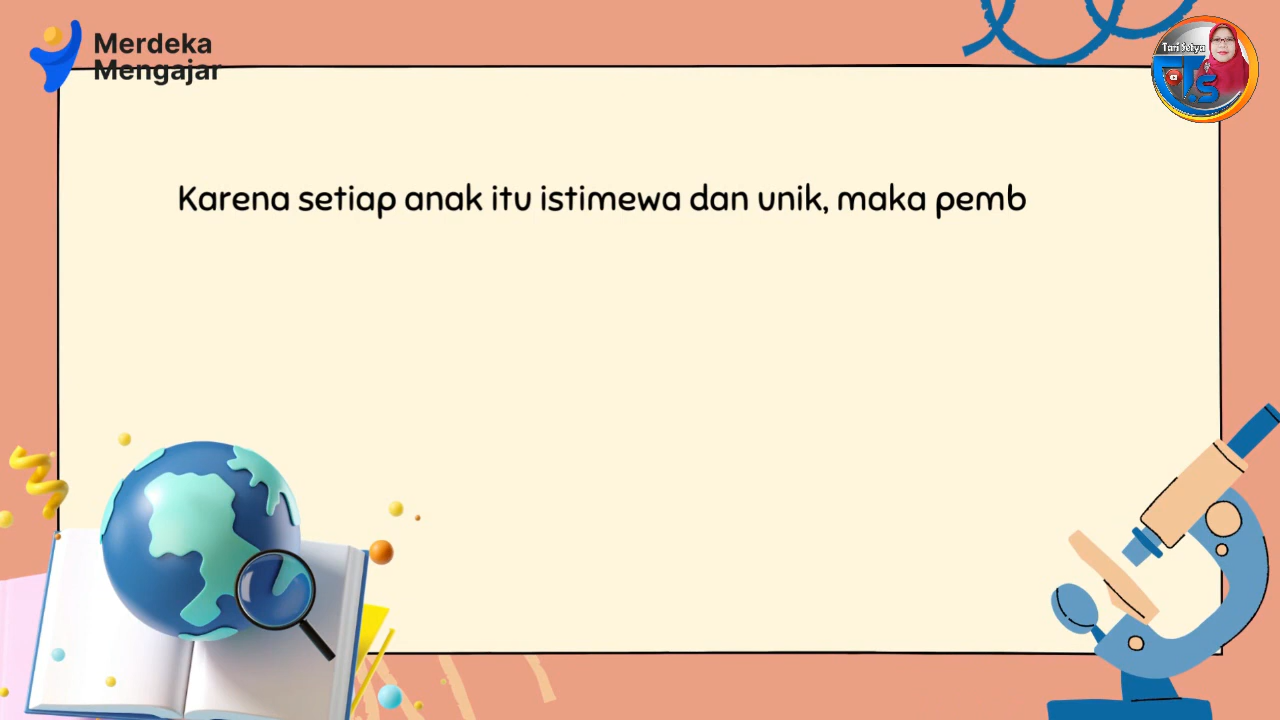 Merdeka
Mengajar
Tari Setya
T.S
Karena setiap anak itu istimewa dan unik, maka pemb